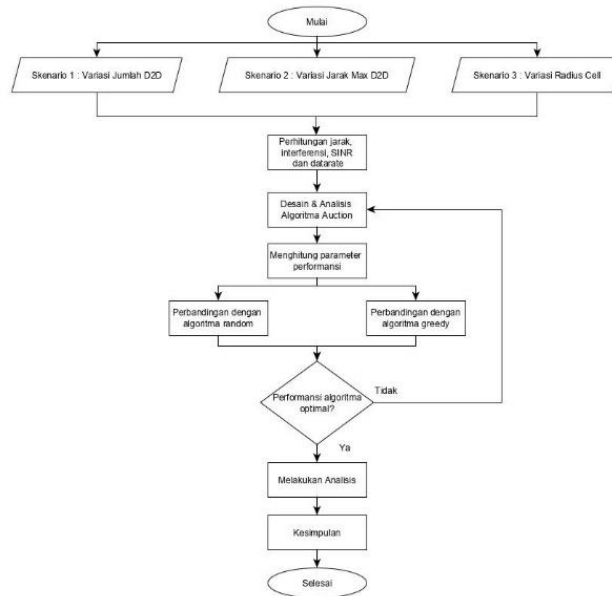 Mulai
Skenario 1 : Variasi Jumlah D2D
Skenario 2 : Variasi Jarak Max D2D
Skenario 3 : Variasi Radius Cell
Perhitungan jarak,
interferensi, SINR
dan datarate
Desain & Analisis
Algoritma Auction
Menghitung parameter
performansi
Perbandingan dengan
algoritma random
Perbandingan dengan
algoritma greedy
Performansi algoritma
optimal?
Tidak
Ya
Melakukan Analisis
Kesimpulan
Selesai